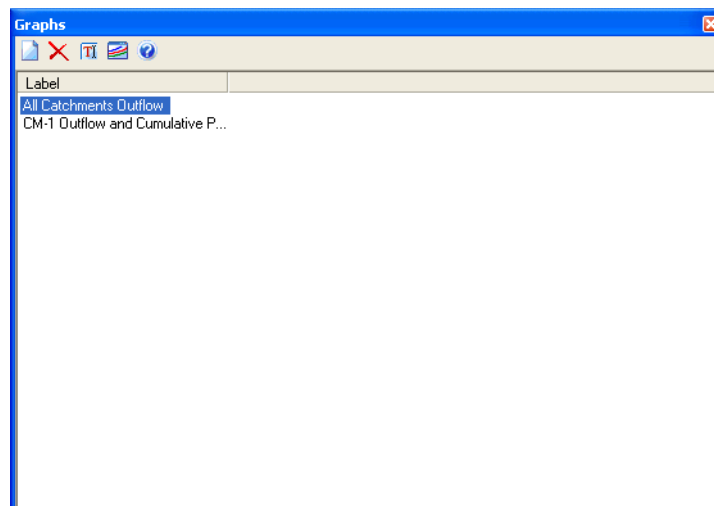 Graphs
Label
All Catchments Outflow
CM-1 Outflow and Cumulative P...